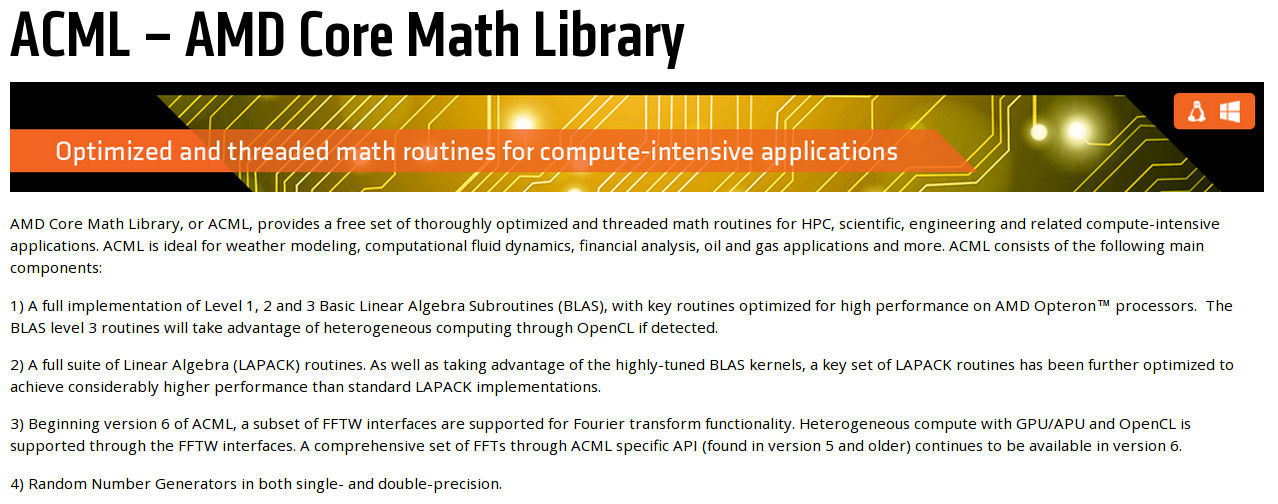 ACML – AMD Core Math Library
Optimized and threaded math routines for compute-intensive applications
AMD Core Math Library, or ACML, provides a free set of thoroughly optimized and threaded math routines for HPC, scientific, engineering and related compute-intensive
applications. ACML is ideal for weather modeling, computational fluid dynamics, financial analysis, oil and gas applications and more. ACML consists of the following main
components:
1) A full implementation of Level 1, 2 and 3 Basic Linear Algebra Subroutines (BLAS), with key routines optimized for high performance on AMD Opteron™ processors.  The
BLAS level 3 routines will take advantage of heterogeneous computing through OpenCL if detected.
2) A full suite of Linear Algebra (LAPACK) routines. As well as taking advantage of the highly-tuned BLAS kernels, a key set of LAPACK routines has been further optimized to
achieve considerably higher performance than standard LAPACK implementations.
3) Beginning version 6 of ACML, a subset of FFTW interfaces are supported for Fourier transform functionality. Heterogeneous compute with GPU/APU and OpenCL is
supported through the FFTW interfaces. A comprehensive set of FFTs through ACML specific API (found in version 5 and older) continues to be available in version 6.
4) Random Number Generators in both single- and double-precision.